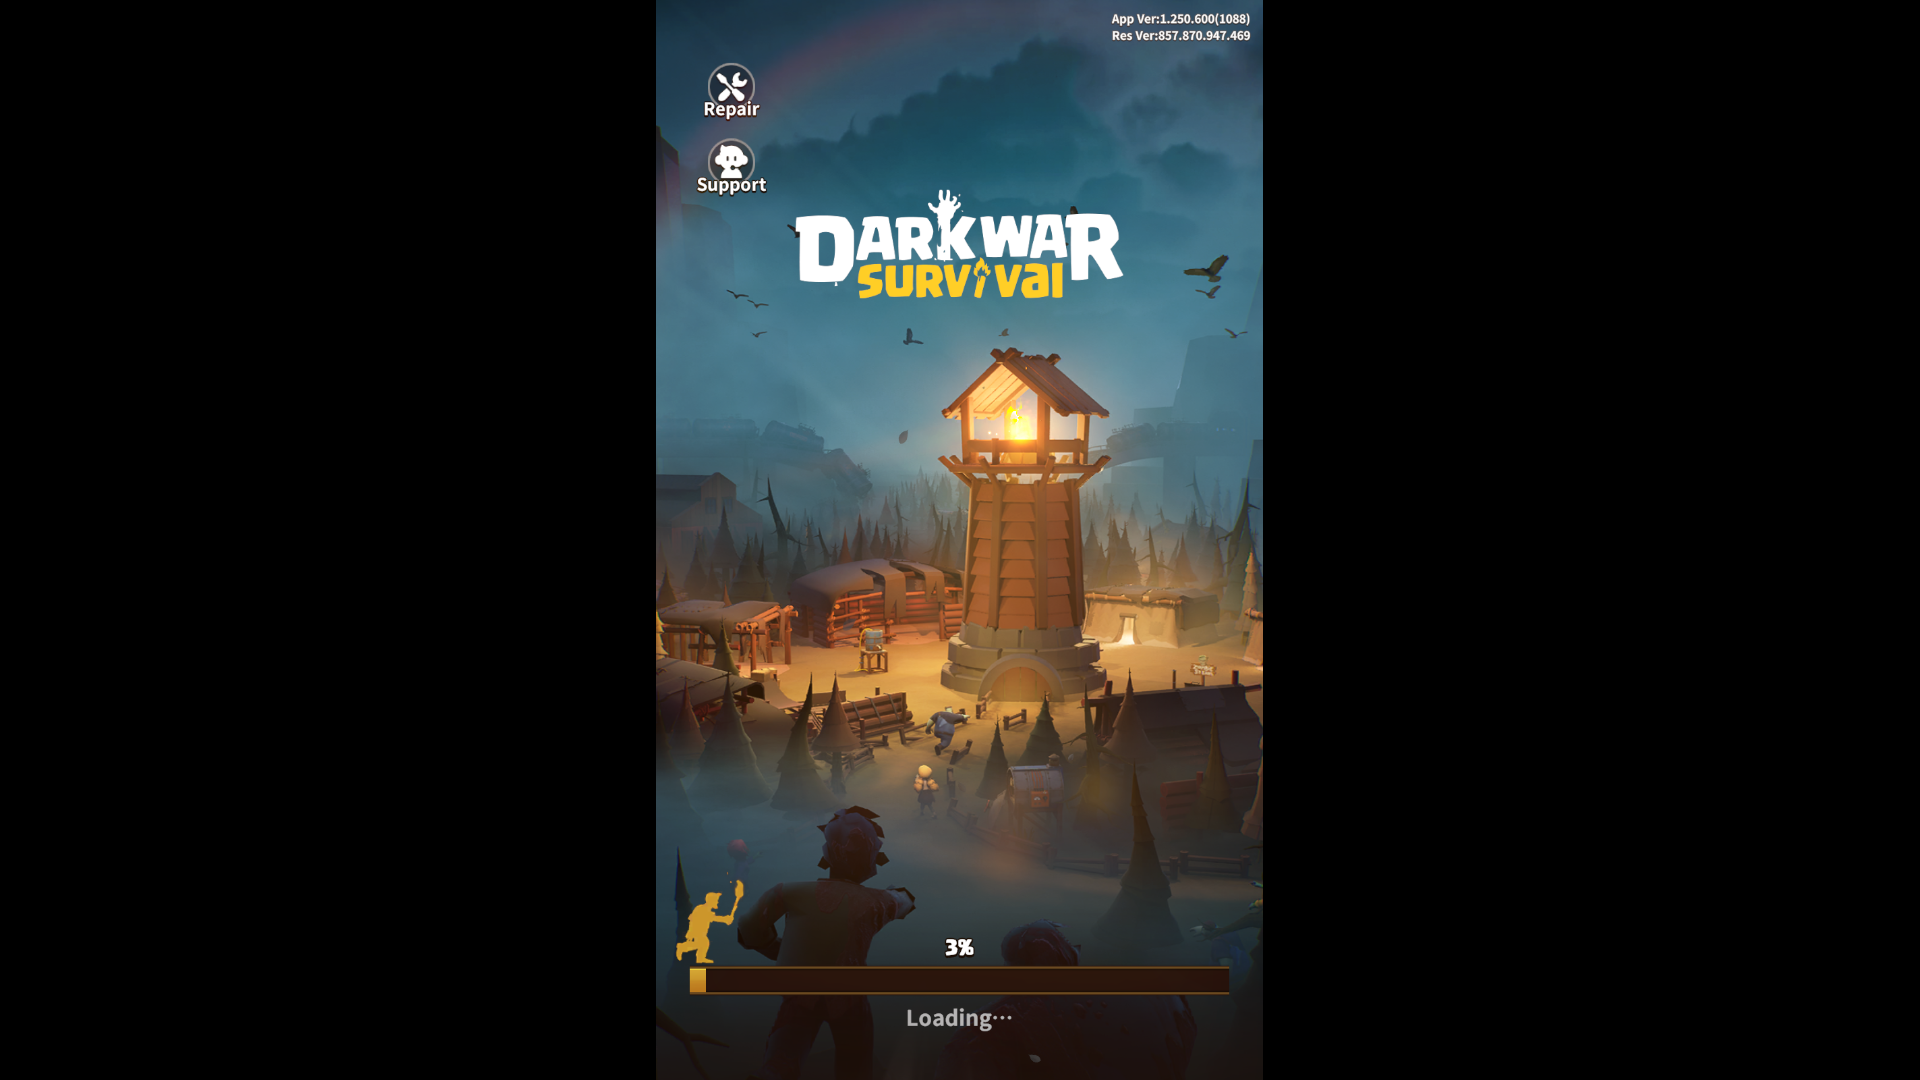 App Ver:1.250.600(1088)
Res Ver:857.870.947.469
Repair
Support
DARK WAR
SURVIVAL
3%
Loading···